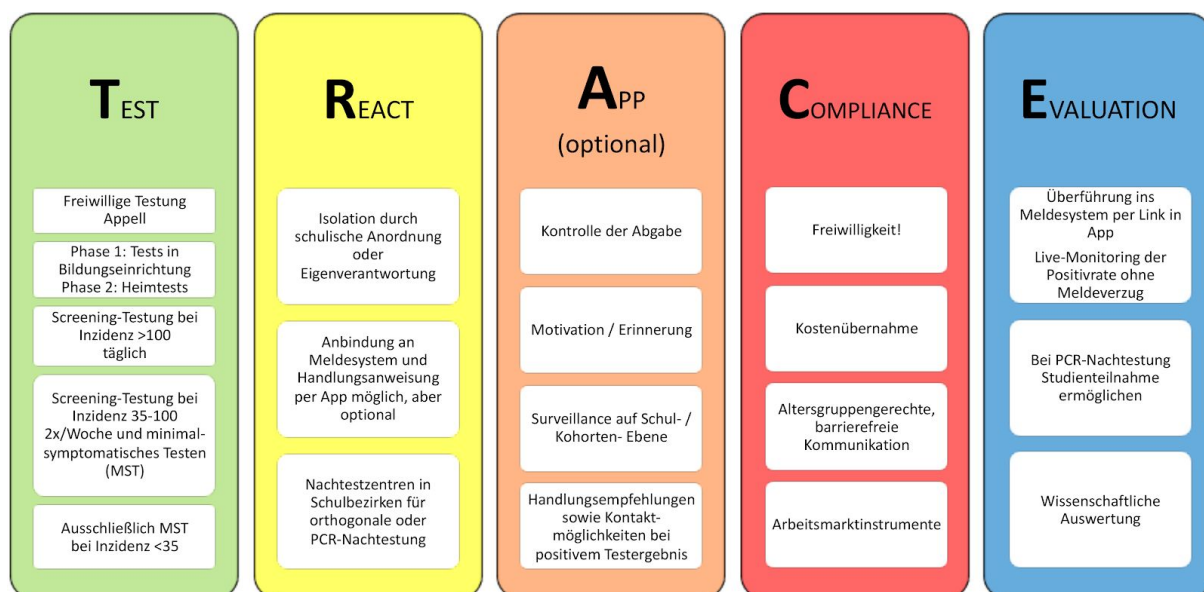 TEST
Freiwillige Testung
Appell
Phase 1: Tests in
Bildungseinrichtung
Phase 2: Heimtests
Screening-Testung bei
Inzidenz >100
täglich
Screening-Testung bei
Inzidenz 35-100
2x/Woche und minimal-
symptomatisches Testen
(MST)
Ausschließlich MST
bei Inzidenz <35
REACT
Isolation durch
schulische Anordnung
oder
Eigenverantwortung
Anbindung an
Meldesystem und
Handlungsanweisung
per App möglich, aber
optional
Nachtestzentren in
Schulbezirken für
orthogonale oder
PCR-Nachtestung
APP
(optional)
Kontrolle der Abgabe
Motivation / Erinnerung
Surveillance auf Schul- /
Kohorten- Ebene
Handlungsempfehlungen
sowie Kontakt-
möglichkeiten bei
positivem Testergebnis
COMPLIANCE
Freiwilligkeit!
Kostenübernahme
Altersgruppengerechte,
barrierefreie
Kommunikation
Arbeitsmarktinstrumente
EVALUATION
Überführung ins
Meldesystem per Link in
App
Live-Monitoring der
Positivrate ohne
Meldeverzug
Bei PCR-Nachtestung
Studienteilnahme
ermöglichen
Wissenschaftliche
Auswertung